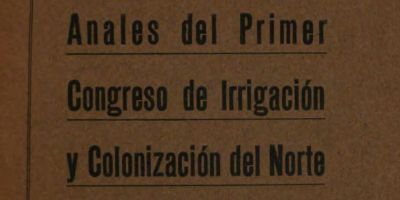 Anales del Primer
Congreso de Irrigación
y Colonización del Norte